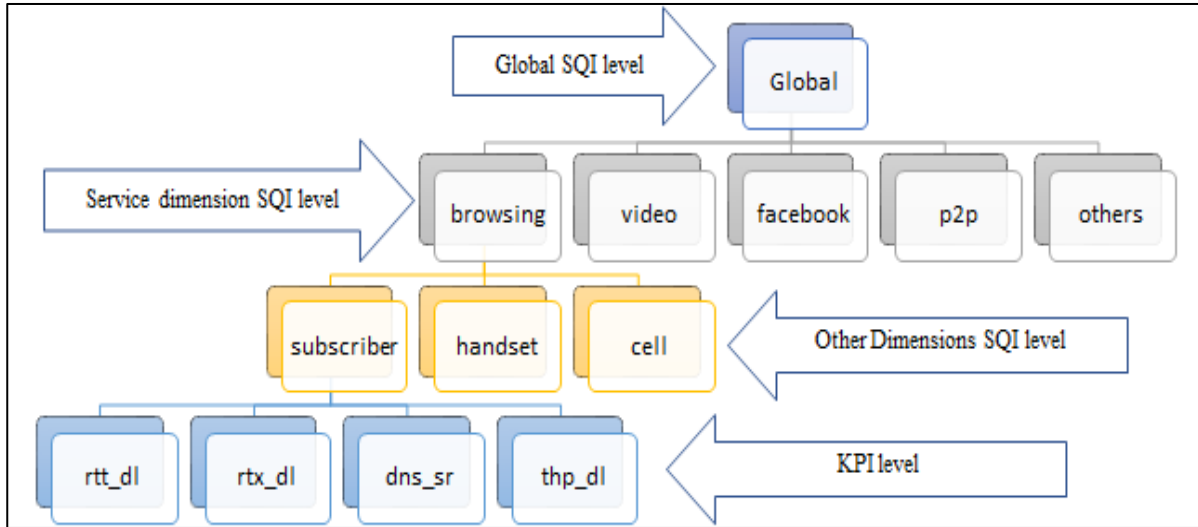 Global SQI level
Global
Service dimension SQI level
browsing
video
facebook
p2p
others
subscriber
handset
cell
Other Dimensions SQI level
rtt_dl
rtx_dl
dns_sr
thp_dl
KPI level